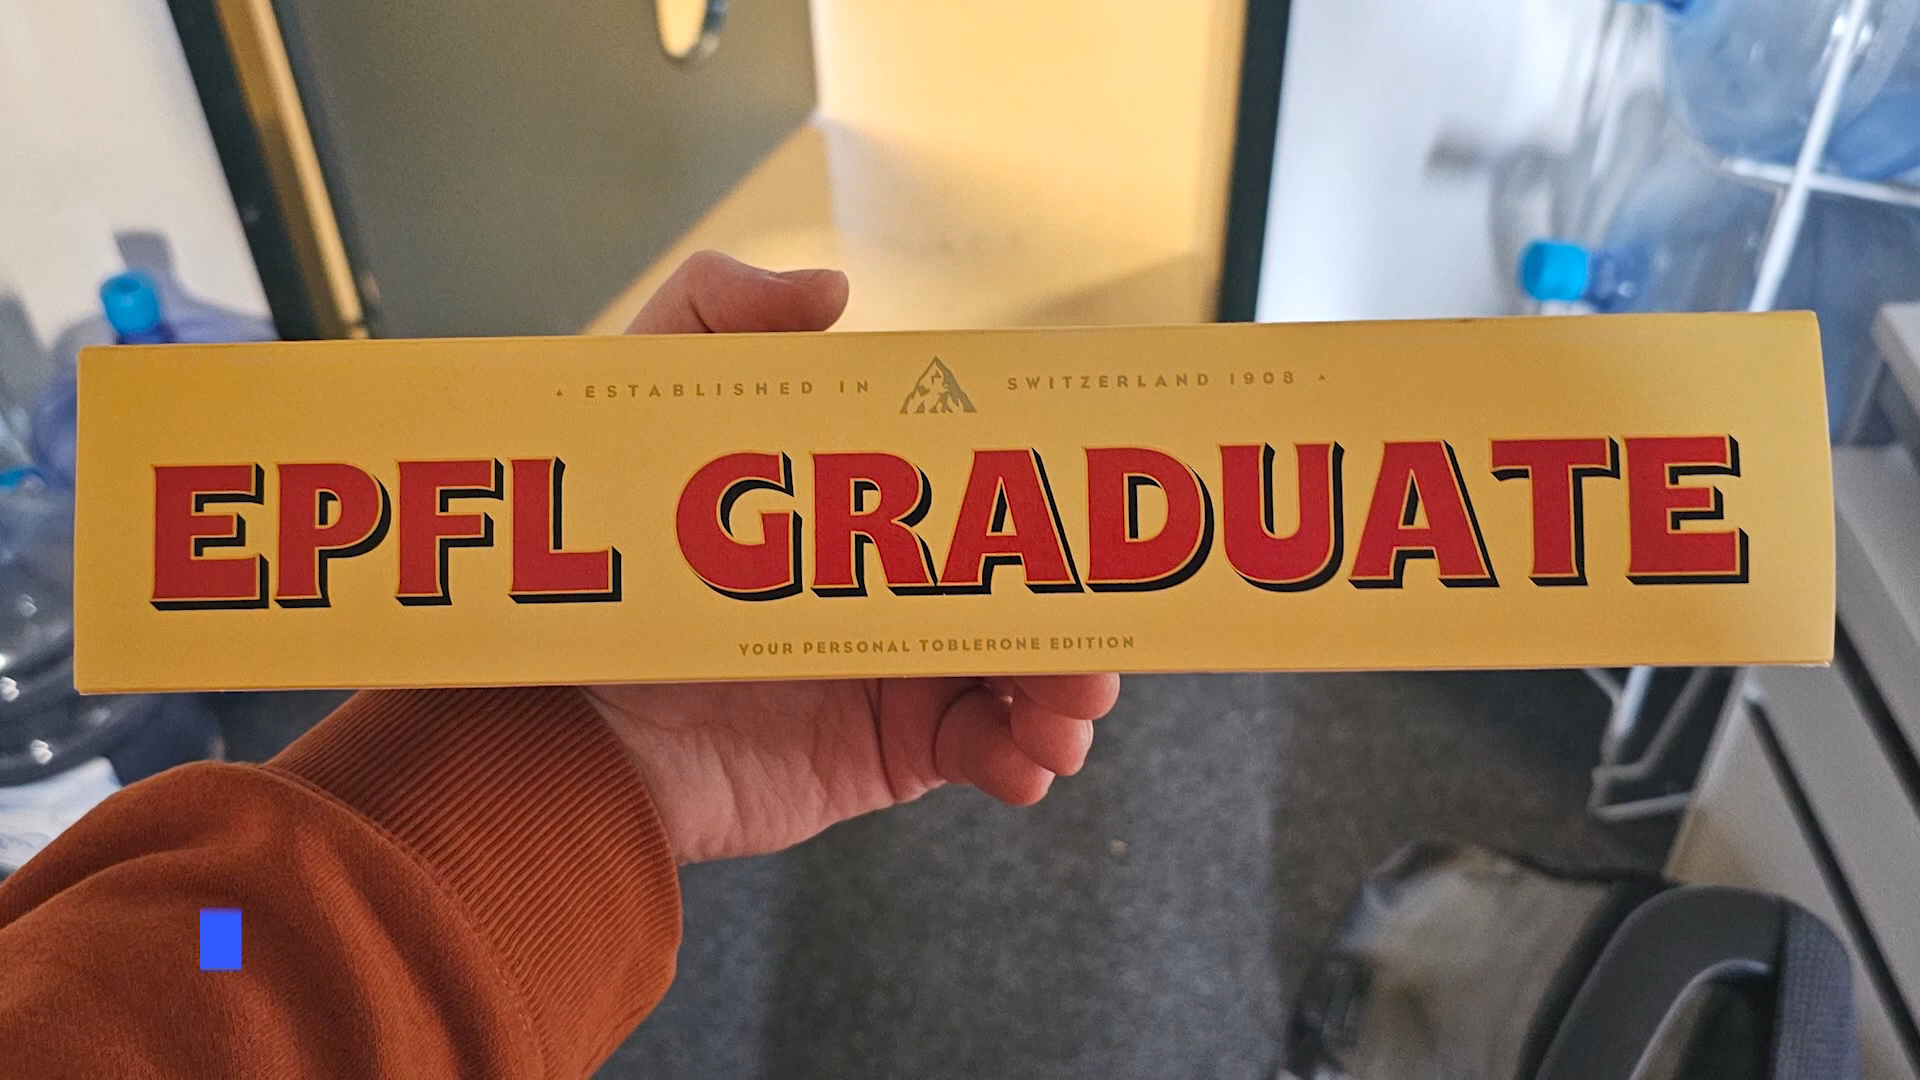 ESTABLISHED IN SWITZERLAND 1908
EPFL GRADUATE
YOUR PERSONAL TOBLERONE EDITION